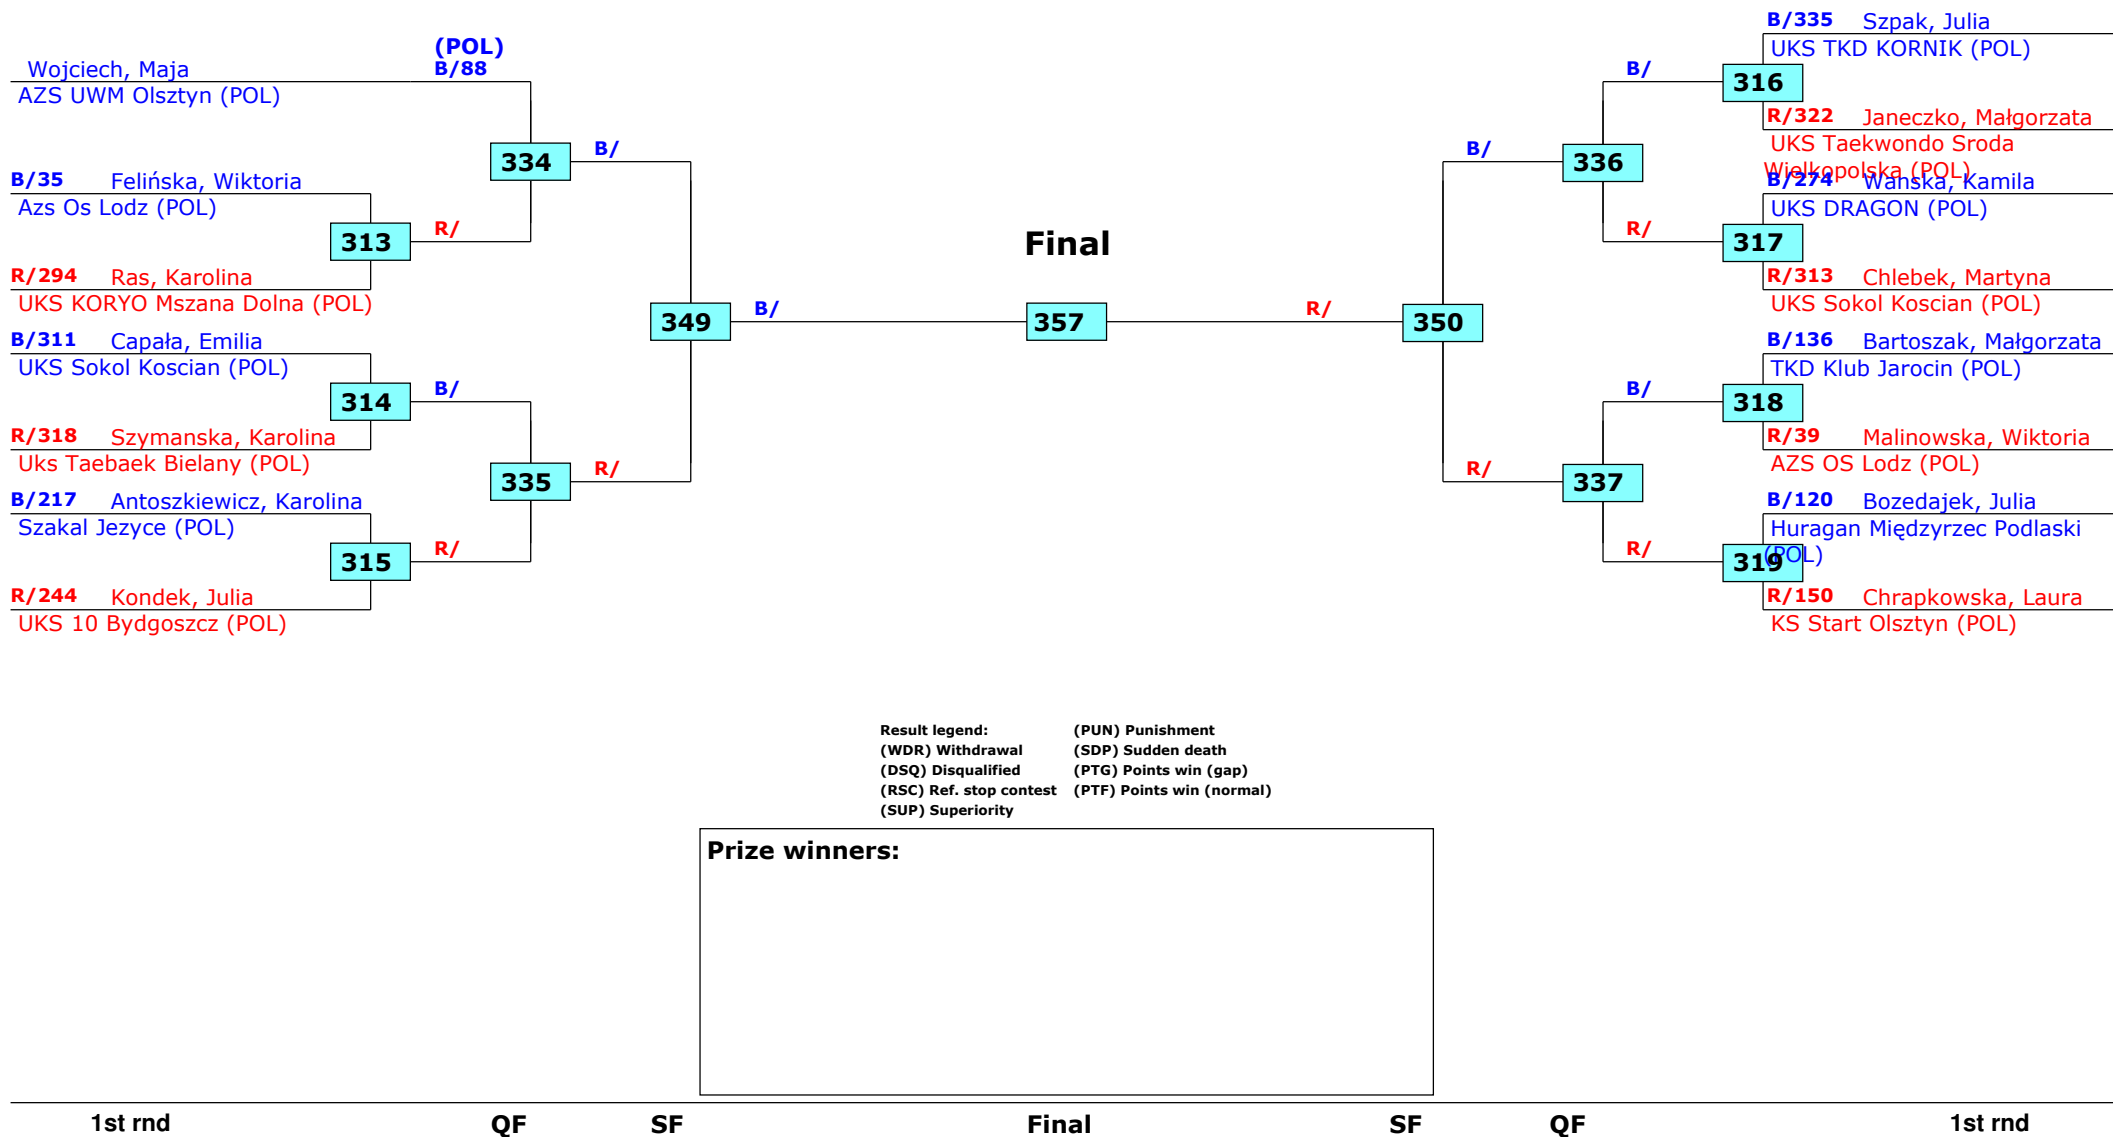 (POL)
Wojciech, Maja B/88
AZS UWM Olsztyn (POL)
334 B/
B/35 Felińska, Wiktoria
Azs Os Lodz (POL)
313 R/
R/294 Ras, Karolina
UKS KORYO Mszana Dolna (POL)
349 B/
B/311 Capała, Emilia
UKS Sokol Koscian (POL)
314 B/
R/318 Szymanska, Karolina
Uks Taebaek Bielany (POL)
335 R/
B/217 Antoszkiewicz, Karolina
Szakal Jezyce (POL)
315 R/
R/244 Kondek, Julia
UKS 10 Bydgoszcz (POL)
Final
357
B/335 Szpak, Julia
UKS TKD KORNIK (POL)
B/ 316
R/322 Janeczko, Małgorzata
UKS Taekwondo Sroda
Wielkopolska (POL)
B/ 336
B/274 Wanska, Kamila
UKS DRAGON (POL)
R/ 317
R/313 Chlebek, Martyna
UKS Sokol Koscian (POL)
R/ 350
B/136 Bartoszak, Małgorzata
TKD Klub Jarocin (POL)
B/ 318
R/39 Malinowska, Wiktoria
AZS OS Lodz (POL)
R/ 337
B/120 Bozedajek, Julia
Huragan Międzyrzec Podlaski
(POL)
R/ 319
R/150 Chrapkowska, Laura
KS Start Olsztyn (POL)
Result legend: (PUN) Punishment
(WDR) Withdrawal (SDP) Sudden death
(DSQ) Disqualified (PTG) Points win (gap)
(RSC) Ref. stop contest (PTF) Points win (normal)
(SUP) Superiority
Prize winners:
1st rnd QF SF Final SF QF 1st rnd